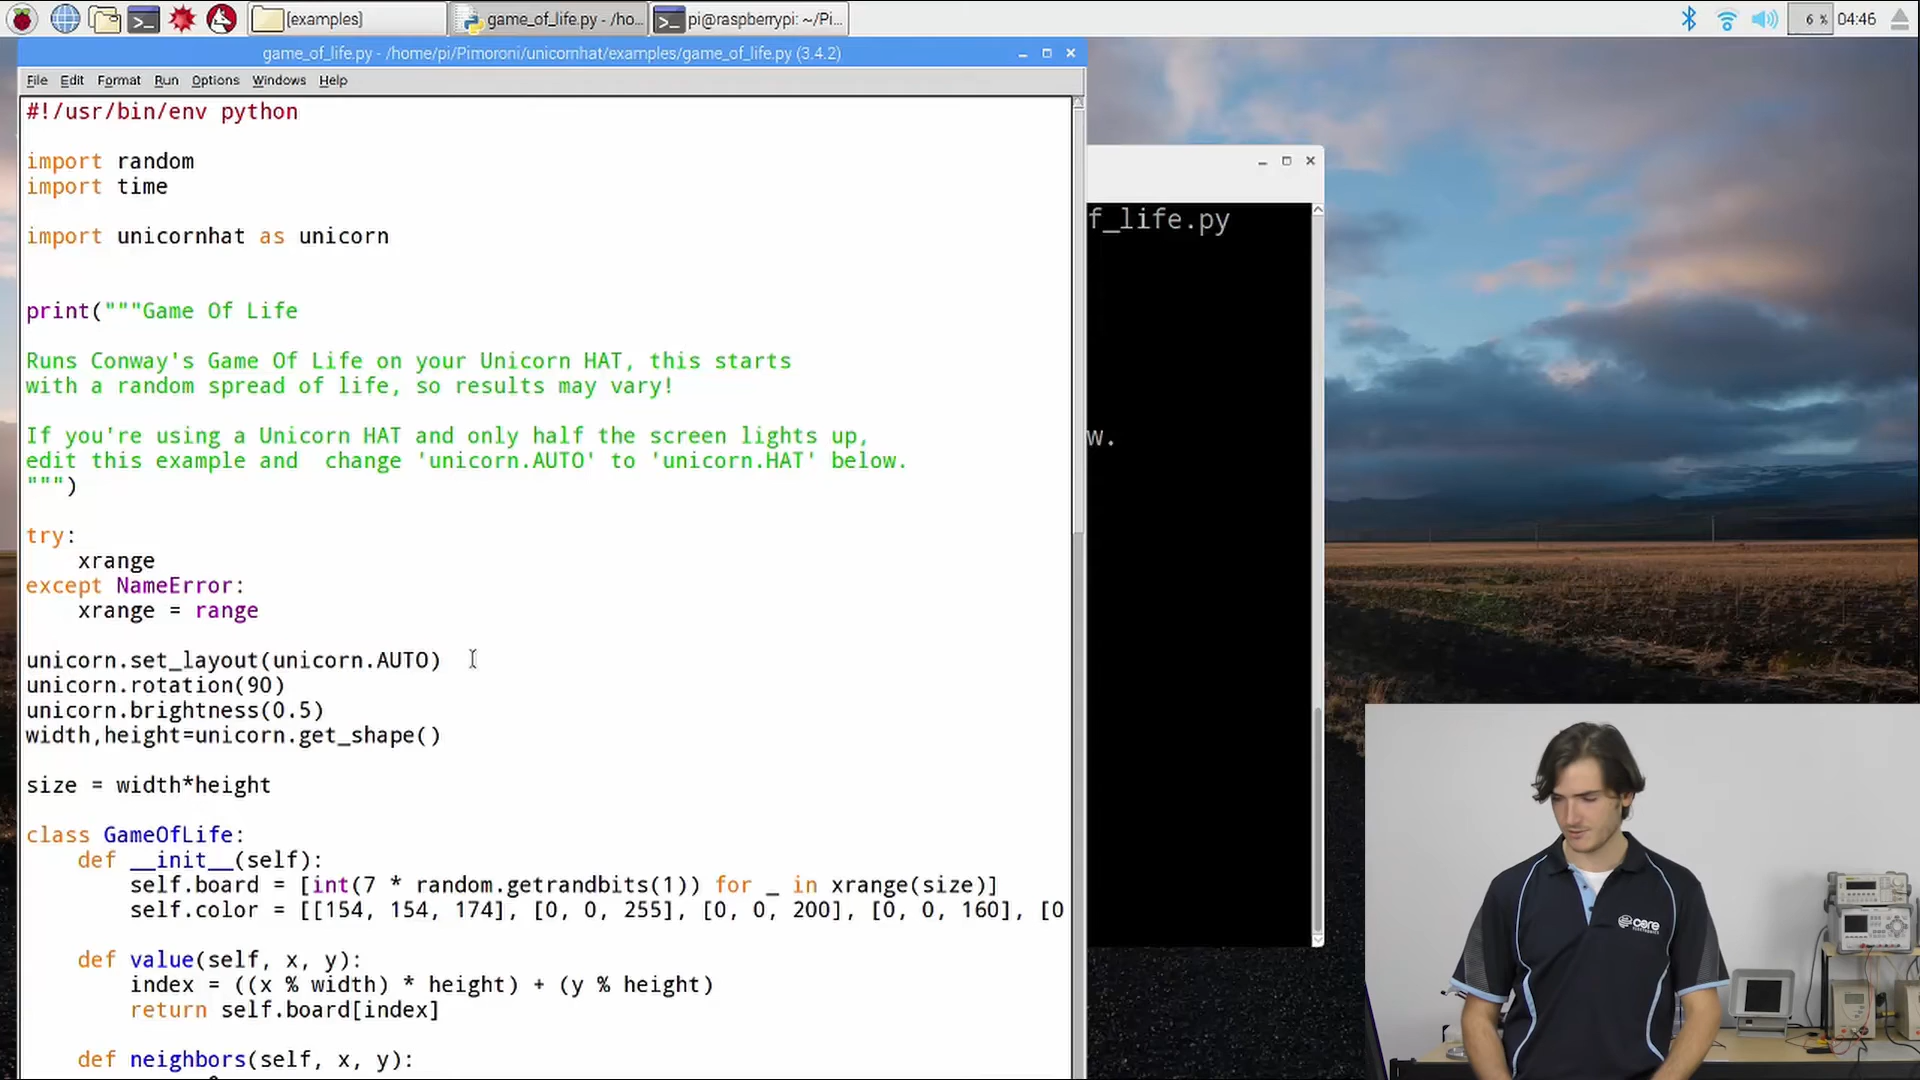 [examples]
game_of_life.py - /ho...
pi@raspberrypi: ~/Pi...
6 %
04:46
game_of_life.py - /home/pi/Pimoroni/unicornhat/examples/game_of_life.py (3.4.2)
File Edit Format Run Options Windows Help
#!/usr/bin/env python
import random
import time
import unicornhat as unicorn
print("""Game Of Life
Runs Conway's Game Of Life on your Unicorn HAT, this starts
with a random spread of life, so results may vary!
If you're using a Unicorn HAT and only half the screen lights up,
edit this example and  change 'unicorn.AUTO' to 'unicorn.HAT' below.
""")
try:
    xrange
except NameError:
    xrange = range
unicorn.set_layout(unicorn.AUTO)
unicorn.rotation(90)
unicorn.brightness(0.5)
width,height=unicorn.get_shape()
size = width*height
class GameOfLife:
    def __init__(self):
        self.board = [int(7 * random.getrandbits(1)) for _ in xrange(size)]
        self.color = [[154, 154, 174], [0, 0, 255], [0, 0, 200], [0, 0, 160], [0
    def value(self, x, y):
        index = ((x % width) * height) + (y % height)
        return self.board[index]
    def neighbors(self, x, y):
f_life.py
w.
core